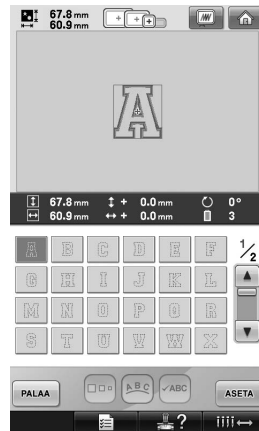 67.8 mm
60.9 mm
A
67.8 mm + 0.0 mm 0°
60.9 mm + 0.0 mm 3
A B C D E F 1/2
G H I J K L
M N O P Q R
S T U V W X
PALAA ABC ✓ABC ASETA
?